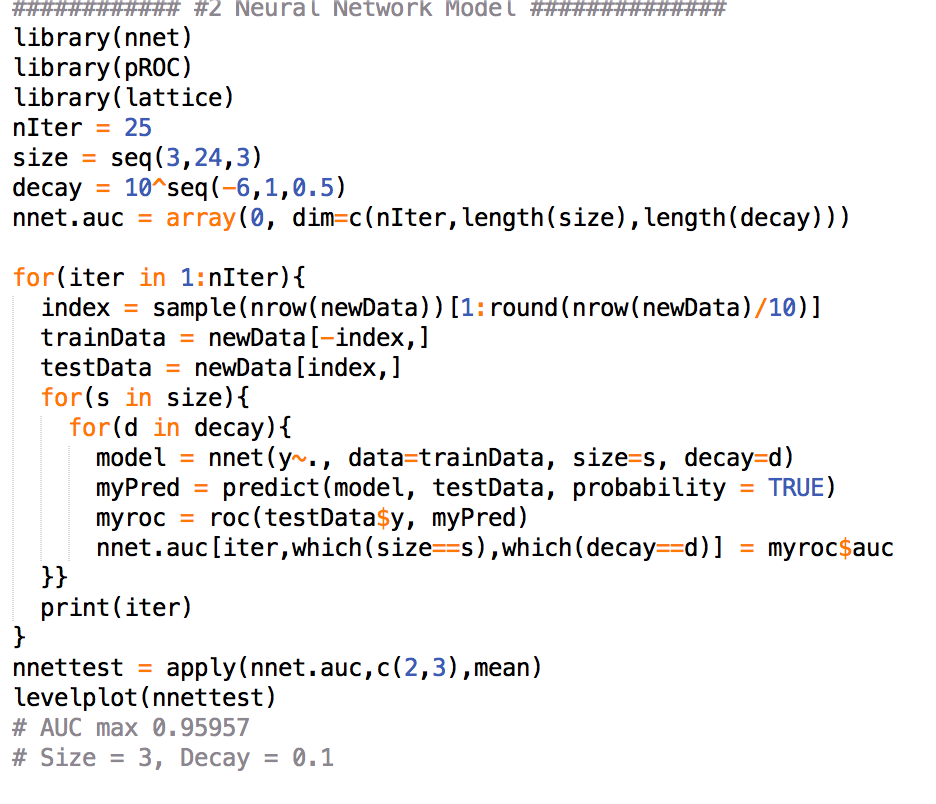 ############ #2 Neural Network Model ##############
library(nnet)
library(pROC)
library(lattice)
nIter = 25
size = seq(3,24,3)
decay = 10^seq(-6,1,0.5)
nnet.auc = array(0, dim=c(nIter,length(size),length(decay)))
for(iter in 1:nIter){
  index = sample(nrow(newData))[1:round(nrow(newData)/10)]
  trainData = newData[-index,]
  testData = newData[index,]
  for(s in size){
    for(d in decay){
      model = nnet(y~., data=trainData, size=s, decay=d)
      myPred = predict(model, testData, probability = TRUE)
      myroc = roc(testData$y, myPred)
      nnet.auc[iter,which(size==s),which(decay==d)] = myroc$auc
  }}
  print(iter)
}
nnettest = apply(nnet.auc,c(2,3),mean)
levelplot(nnettest)
# AUC max 0.95957
# Size = 3, Decay = 0.1